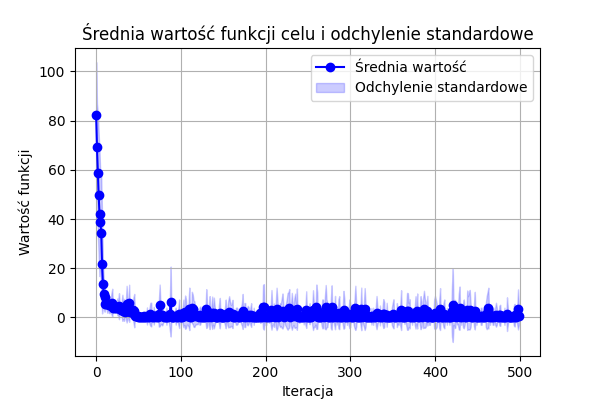 Średnia wartość funkcji celu i odchylenie standardowe
Średnia wartość
Odchylenie standardowe
Wartość funkcji
100
80
60
40
20
0
0 100 200 300 400 500
Iteracja